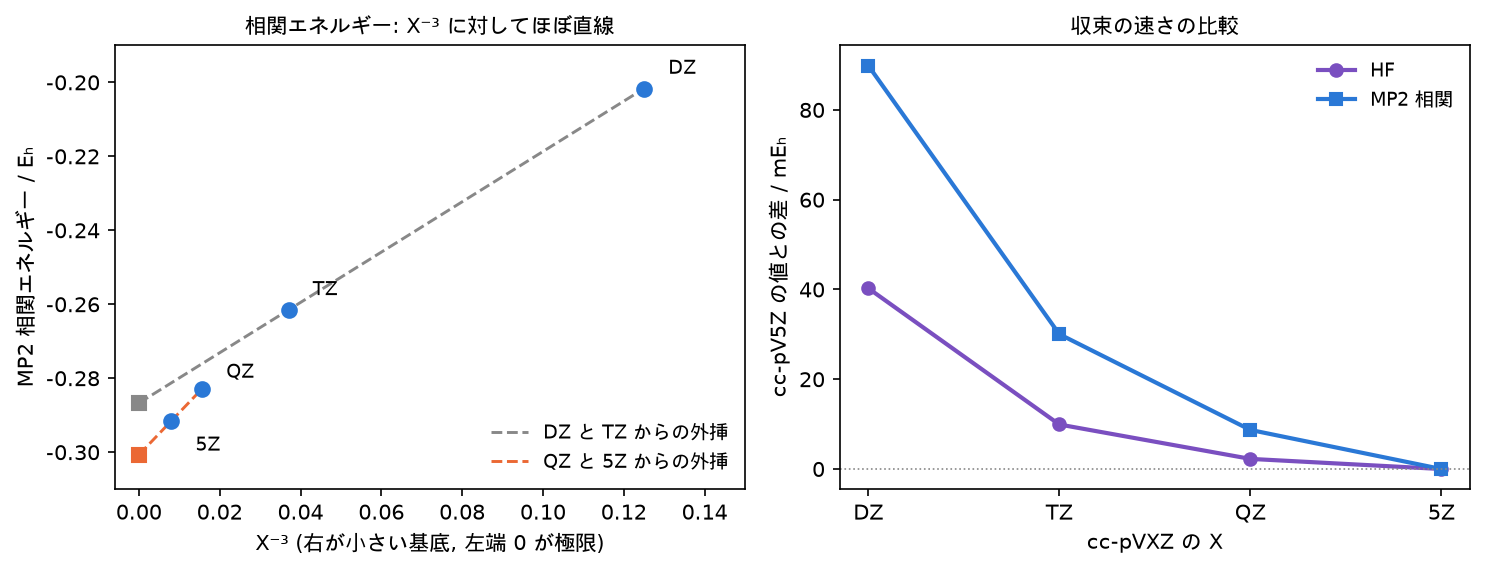 相関エネルギー: X⁻³ に対してほぼ直線
MP2 相関エネルギー / Eₕ
-0.20
-0.22
-0.24
-0.26
-0.28
-0.30
DZ
TZ
QZ
5Z
DZ と TZ からの外挿
QZ と 5Z からの外挿
0.00 0.02 0.04 0.06 0.08 0.10 0.12 0.14
X⁻³ (右が小さい基底, 左端 0 が極限)
収束の速さの比較
cc-pV5Z の値との差 / mEₕ
80
60
40
20
0
HF
MP2 相関
DZ TZ QZ 5Z
cc-pVXZ の X